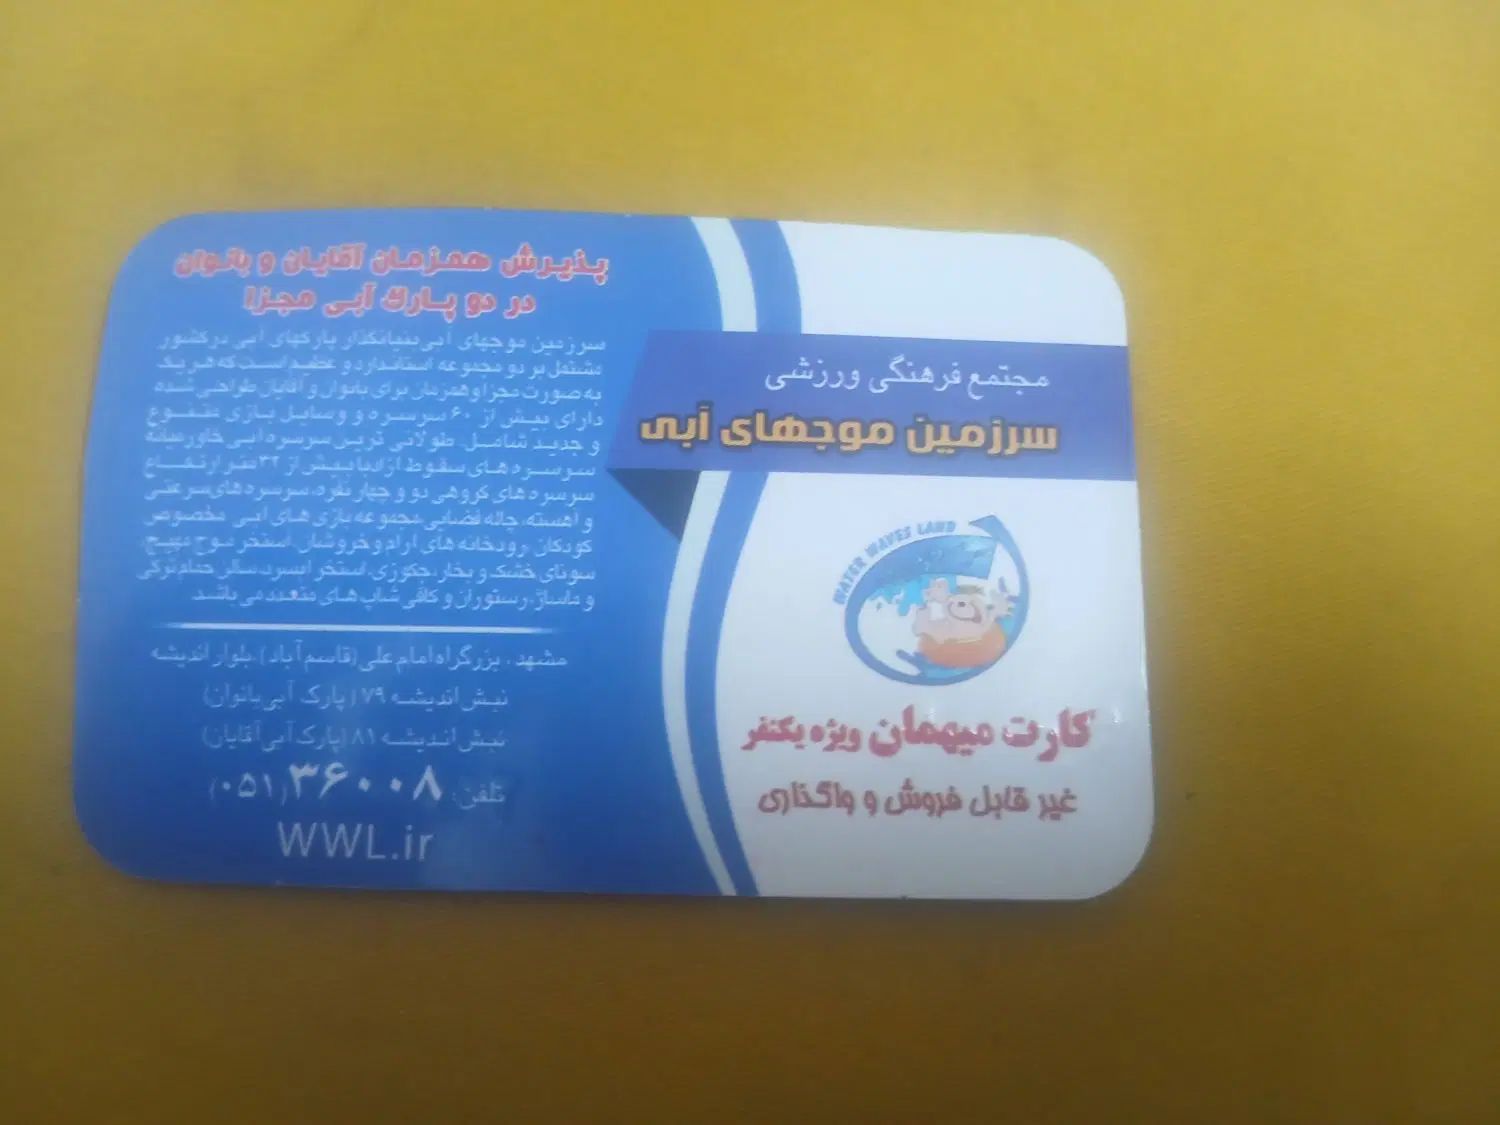 مجتمع فرهنگی ورزشی
سرزمین موجهای آبی
WATER WAVES LAND
کارت میهمان ویژه یکنفر
غیر قابل فروش و واگذاری
پذیرش همزمان آقایان و بانوان
در دو پارک آبی مجزا
سرزمین موجهای آبی بنیانگذار پارکهای آبی در کشور
مشتمل بر دو مجموعه استاندارد و عظیم است که هر یک
به صورت مجزا و همزمان برای بانوان و آقایان طراحی شده
دارای بیش از ۶۰ سرسره و وسایل بازی متنوع
و جدید شامل: طولانی ترین سرسره آبی خاورمیانه
سرسره های سقوط آزاد با بیش از ۲۲ متر ارتفاع
سرسره های گروهی دو و چهار نفره، سرسره های سرعتی
و آهسته، چاله فضایی، مجموعه بازی های آبی مخصوص
کودکان، رودخانه های آرام و خروشان، استخر موج مهیج،
سونای خشک و بخار، جکوزی، استخر آبسرد، سالن حمام ترکی
و ماساژ، رستوران و کافی شاپ های متعدد می باشد.
مشهد، بزرگراه امام علی (قاسم آباد)، بلوار اندیشه
نبش اندیشه ۷۹ (پارک آبی بانوان)
نبش اندیشه ۸۱ (پارک آبی آقایان)
تلفن: ۳۶۰۰۸ (۰۵۱)
WWL.ir